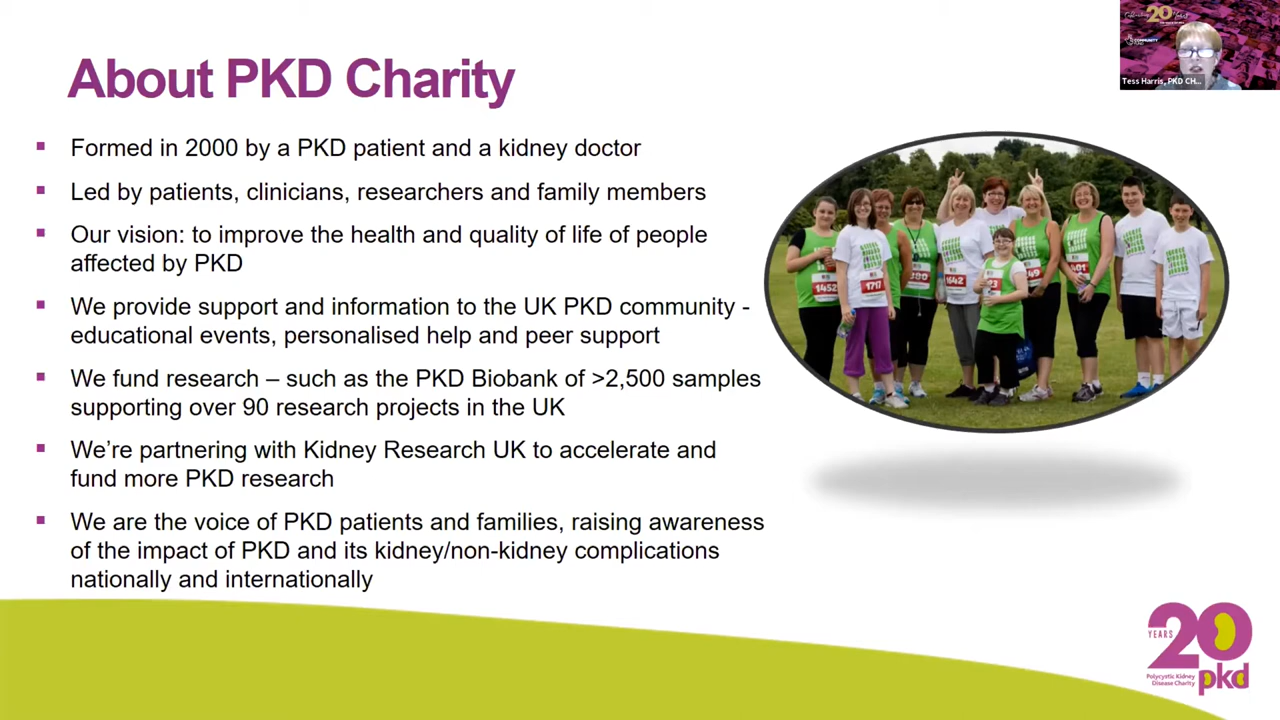 About PKD Charity
Formed in 2000 by a PKD patient and a kidney doctor
Led by patients, clinicians, researchers and family members
Our vision: to improve the health and quality of life of people
affected by PKD
We provide support and information to the UK PKD community -
educational events, personalised help and peer support
We fund research – such as the PKD Biobank of >2,500 samples
supporting over 90 research projects in the UK
We're partnering with Kidney Research UK to accelerate and
fund more PKD research
We are the voice of PKD patients and families, raising awareness
of the impact of PKD and its kidney/non-kidney complications
nationally and internationally
20
COMMUNITY
Tess Harris, PKD CH...
1452
1717
1642
20
YEARS
pkd
Polycystic Kidney
Disease Charity